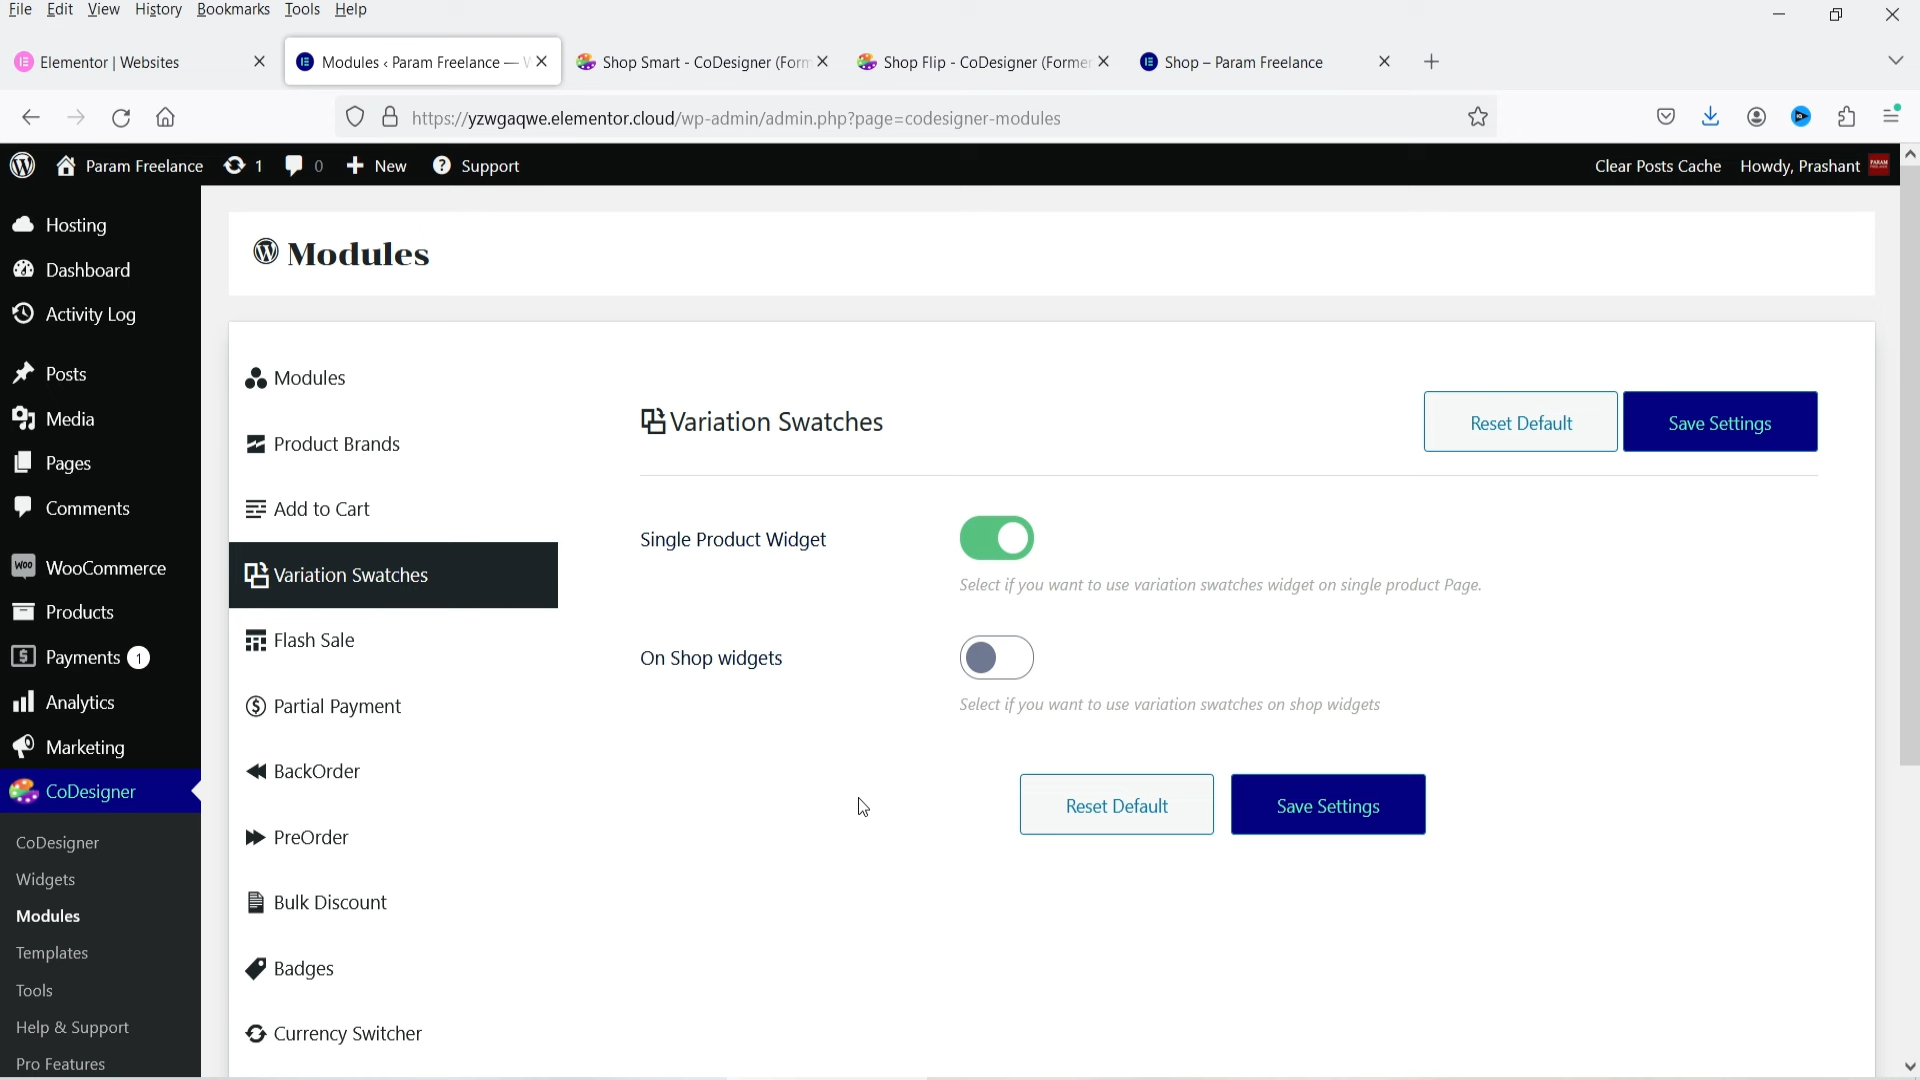 File Edit View History Bookmarks Tools Help
Elementor | Websites
Modules ‹ Param Freelance —
Shop Smart - CoDesigner (Form
Shop Flip - CoDesigner (Former
Shop – Param Freelance
https://yzwgaqwe.elementor.cloud/wp-admin/admin.php?page=codesigner-modules
Param Freelance 1 0 New Support Clear Posts Cache Howdy, Prashant
Hosting
Dashboard
Activity Log
Posts
Media
Pages
Comments
WooCommerce
Products
Payments 1
Analytics
Marketing
CoDesigner
CoDesigner
Widgets
Modules
Templates
Tools
Help & Support
Pro Features
Modules
Modules
Product Brands
Add to Cart
Variation Swatches
Flash Sale
Partial Payment
BackOrder
PreOrder
Bulk Discount
Badges
Currency Switcher
Variation Swatches
Reset Default Save Settings
Single Product Widget
Select if you want to use variation swatches widget on single product Page.
On Shop widgets
Select if you want to use variation swatches on shop widgets
Reset Default Save Settings